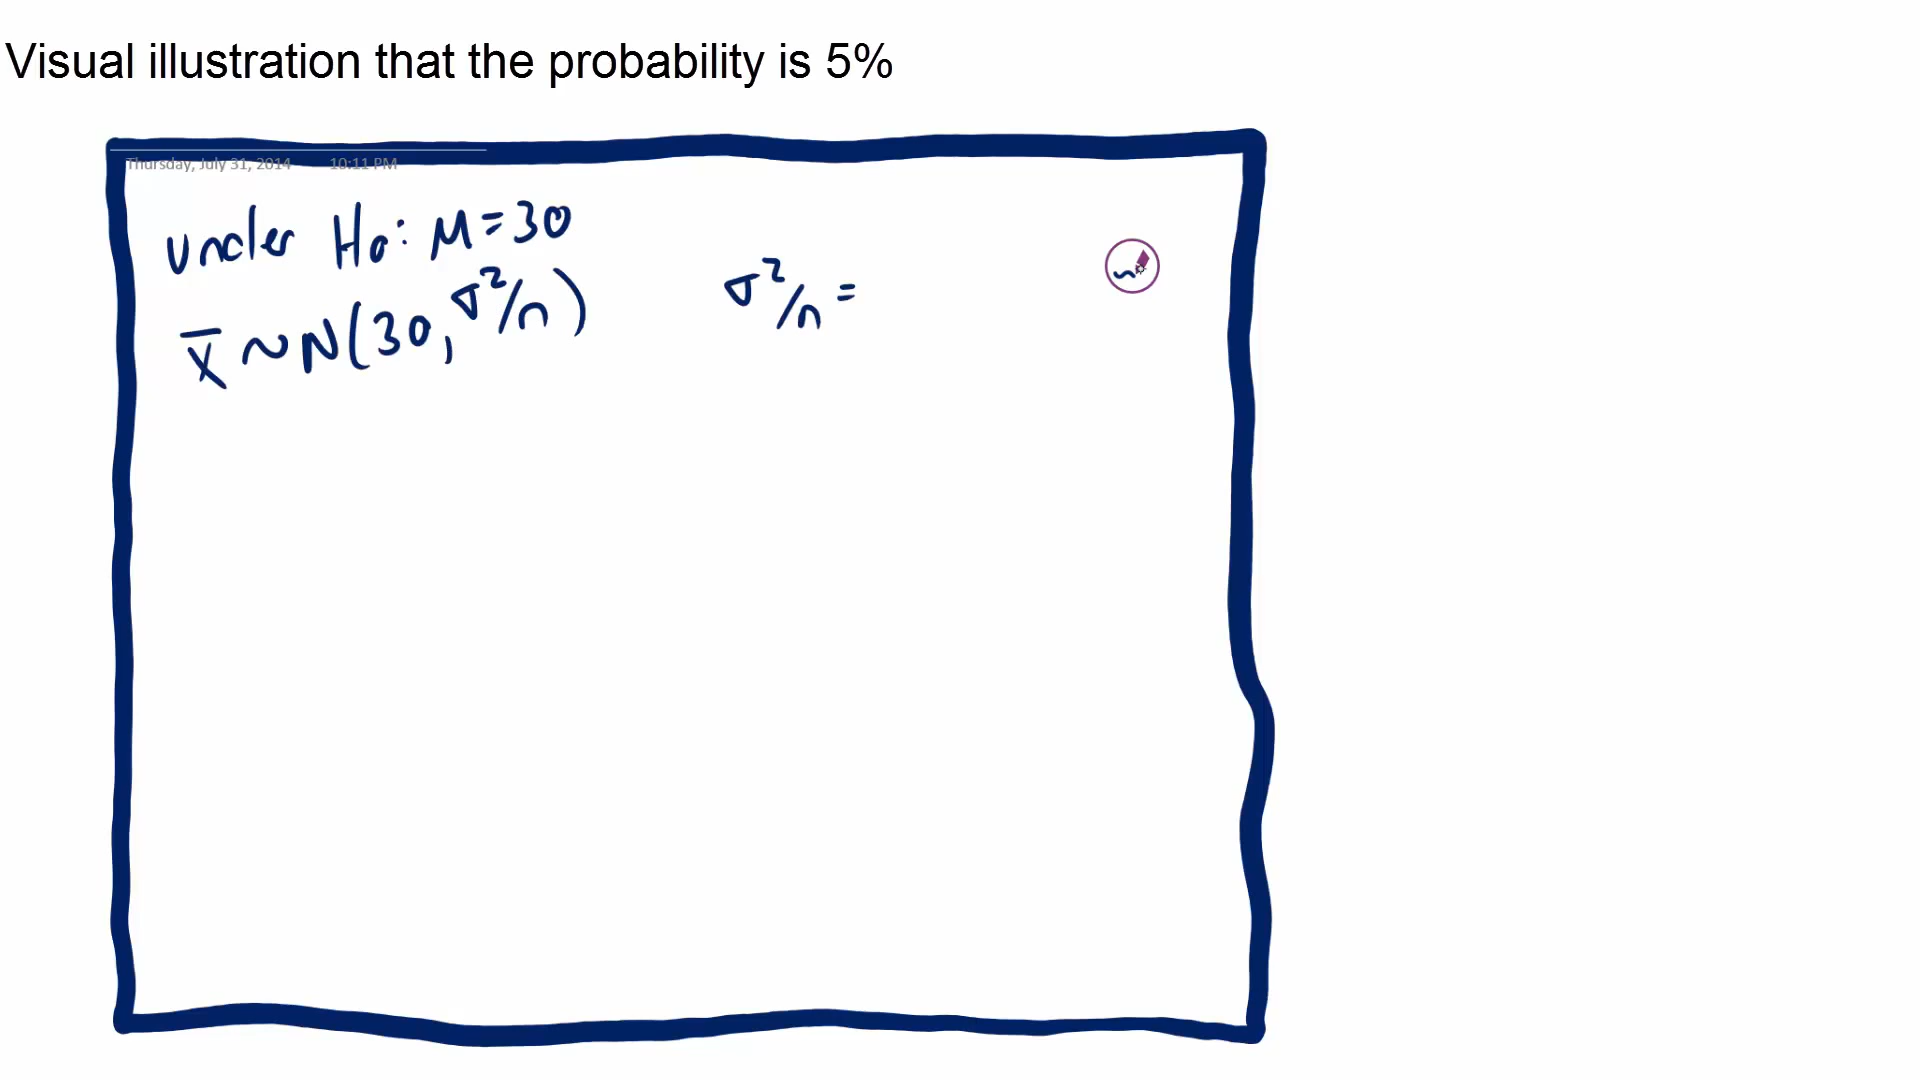 Visual illustration that the probability is 5%
Thursday, July 31, 2014 10:11 PM
under Ho: μ=30
X̄ ~ N(30, σ²/n) σ²/n =